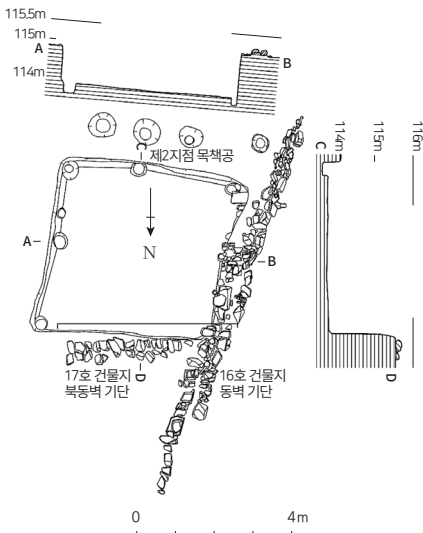 115.5m
115m
A
114m
B
C
제2지점 목책공
A
N
B
17호 건물지
북동벽 기단
D
16호 건물지
동벽 기단
C
114m
115m
116m
D
0
4m